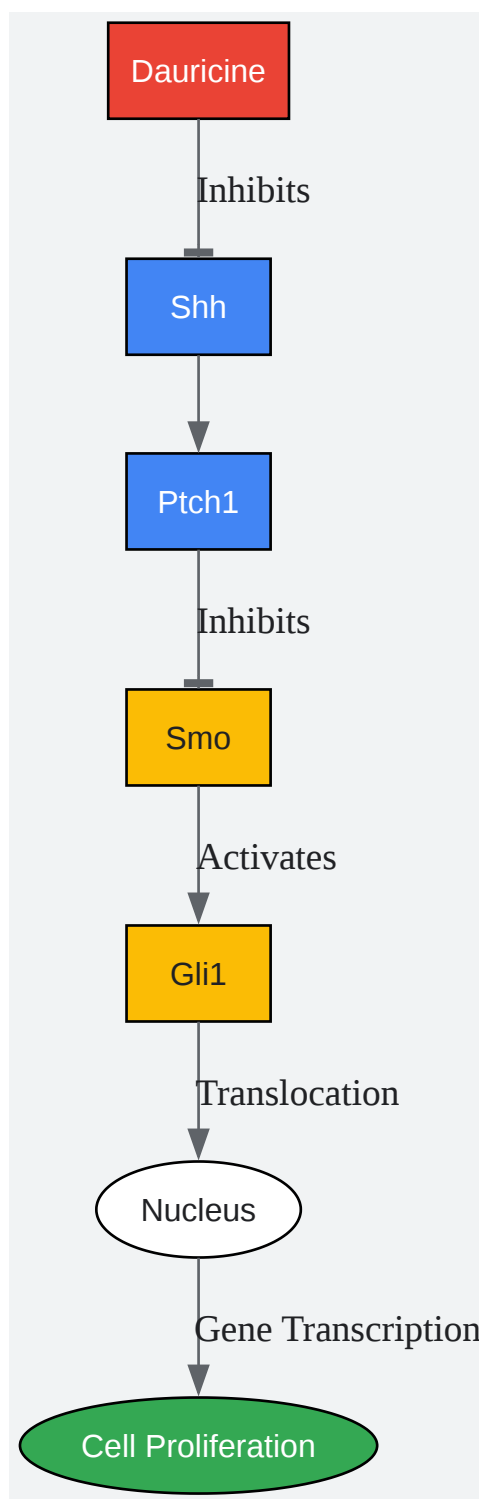 Dauricine
Inhibits
Shh
Ptch1
Inhibits
Smo
Activates
Gli1
Translocation
Nucleus
Gene Transcription
Cell Proliferation